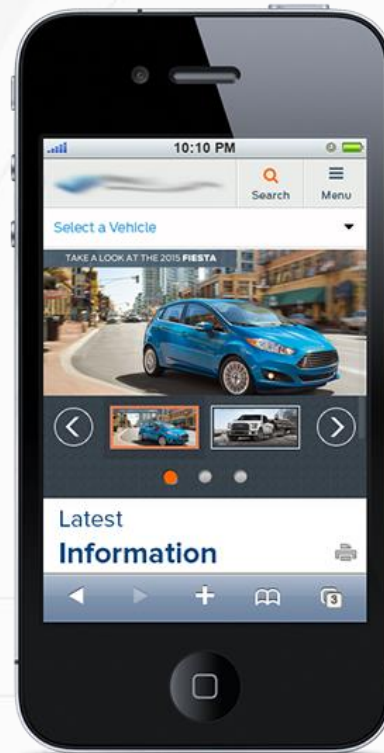 10:10 PM
Search
Menu
Select a Vehicle
TAKE A LOOK AT THE 2015 FIESTA
Latest
Information
3